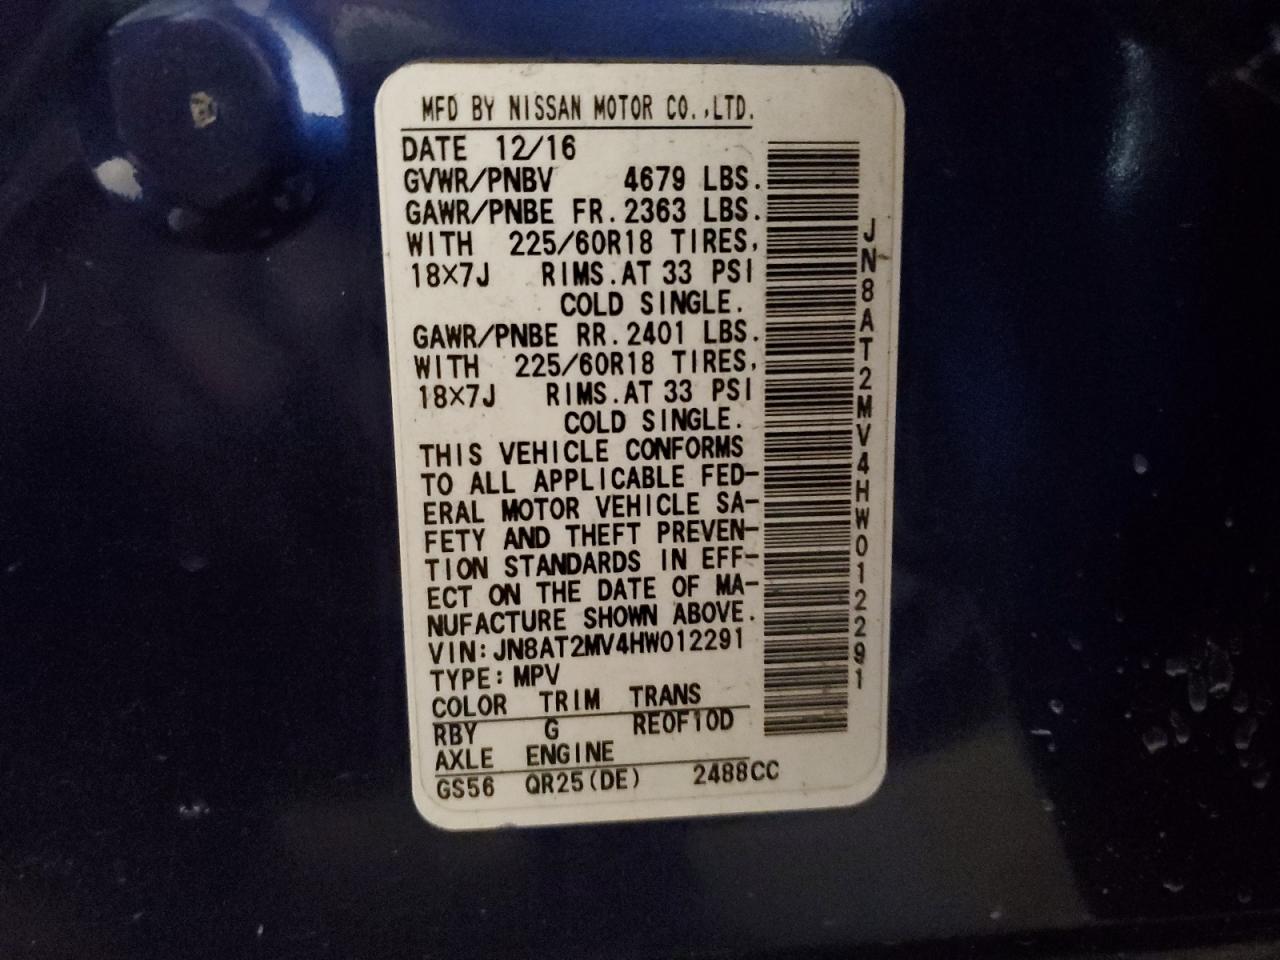 MFD BY NISSAN MOTOR CO.,LTD.
DATE 12/16
GVWR/PNBV 4679 LBS.
GAWR/PNBE FR. 2363 LBS.
WITH 225/60R18 TIRES,
18×7J RIMS. AT 33 PSI
COLD SINGLE.
GAWR/PNBE RR. 2401 LBS.
WITH 225/60R18 TIRES,
18×7J RIMS. AT 33 PSI
COLD SINGLE.
THIS VEHICLE CONFORMS
TO ALL APPLICABLE FED-
ERAL MOTOR VEHICLE SA-
FETY AND THEFT PREVEN-
TION STANDARDS IN EFF-
ECT ON THE DATE OF MA-
NUFACTURE SHOWN ABOVE.
VIN: JN8AT2MV4HW012291
TYPE: MPV
COLOR TRIM TRANS
RBY G RE0F10D
AXLE ENGINE
GS56 QR25(DE) 2488CC
JN8AT2MV4HW012291